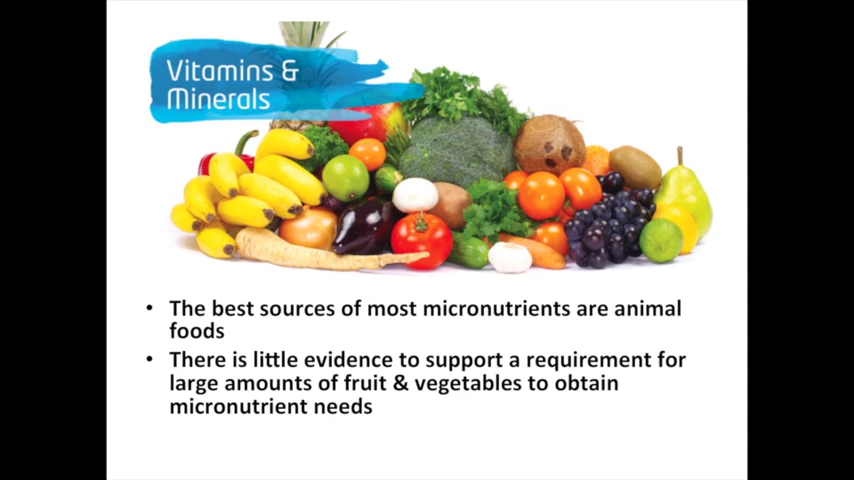 Vitamins &
Minerals
• The best sources of most micronutrients are animal
foods
• There is little evidence to support a requirement for
large amounts of fruit & vegetables to obtain
micronutrient needs